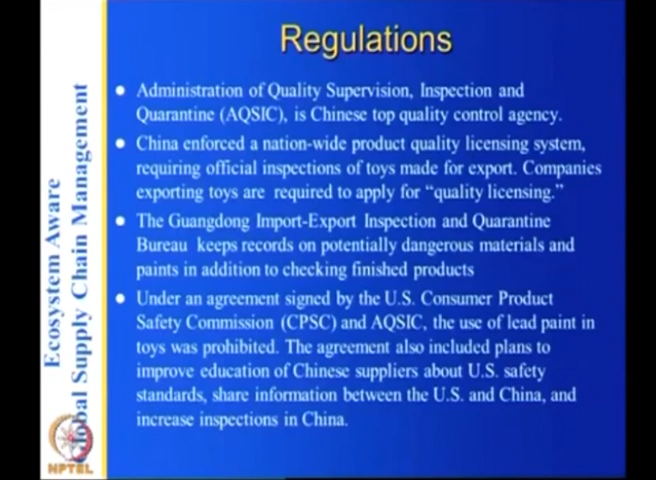 Regulations
Administration of Quality Supervision, Inspection and
Quarantine (AQSIC), is Chinese top quality control agency.
China enforced a nation-wide product quality licensing system,
requiring official inspections of toys made for export. Companies
exporting toys are required to apply for “quality licensing.”
The Guangdong Import-Export Inspection and Quarantine
Bureau keeps records on potentially dangerous materials and
paints in addition to checking finished products
Under an agreement signed by the U.S. Consumer Product
Safety Commission (CPSC) and AQSIC, the use of lead paint in
toys was prohibited. The agreement also included plans to
improve education of Chinese suppliers about U.S. safety
standards, share information between the U.S. and China, and
increase inspections in China.
Ecosystem Aware
Global Supply Chain Management
NPTEL